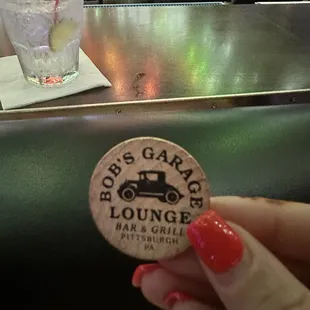 BOB'S GARAGE
LOUNGE
BAR & GRILL
PITTSBURGH
PA